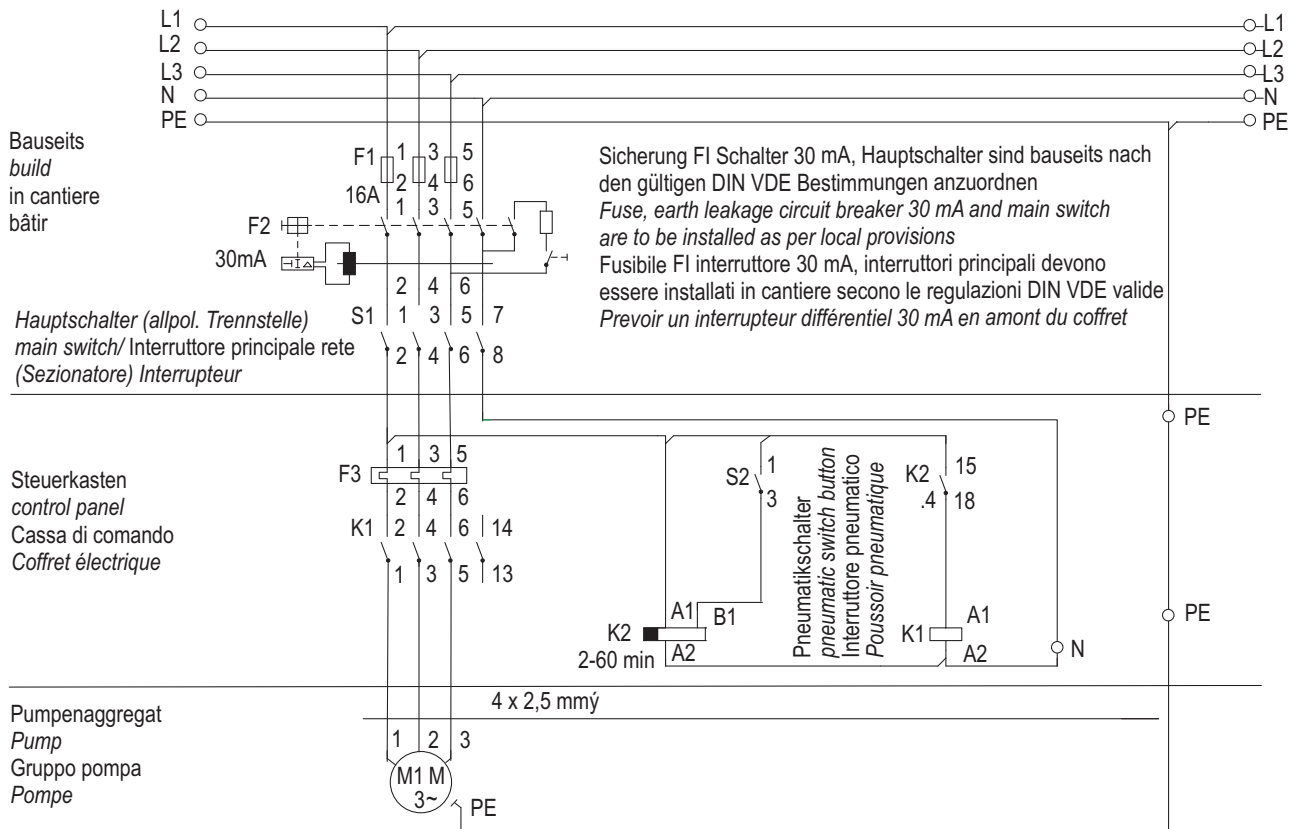 L1 L1
L2 L2
L3 L3
N N
PE PE
Bauseits
build
in cantiere
bâtir
F1 1 3 5
2 4 6
16A
1 3 5
F2
30mA
2 4 6
Sicherung FI Schalter 30 mA, Hauptschalter sind bauseits nach
den gültigen DIN VDE Bestimmungen anzuordnen
Fuse, earth leakage circuit breaker 30 mA and main switch
are to be installed as per local provisions
Fusibile FI interruttore 30 mA, interruttori principali devono
essere installati in cantiere secono le regulazioni DIN VDE valide
Prevoir un interrupteur différentiel 30 mA en amont du coffret
Hauptschalter (allpol. Trennstelle)
main switch/ Interruttore principale rete
(Sezionatore) Interrupteur
S1 1 3 5 7
2 4 6 8
PE
Steuerkasten
control panel
Cassa di comando
Coffret électrique
F3 1 3 5
2 4 6
K1 2 4 6 14
1 3 5 13
S2 1
3
Pneumatikschalter
pneumatic switch button
Interruttore pneumatico
Poussoir pneumatique
K2 15
.4 18
K2 A1 B1
2-60 min A2
K1 A1
A2
N
PE
Pumpenaggregat
Pump
Gruppo pompa
Pompe
4 x 2,5 mmý
1 2 3
M1 M
3~
PE